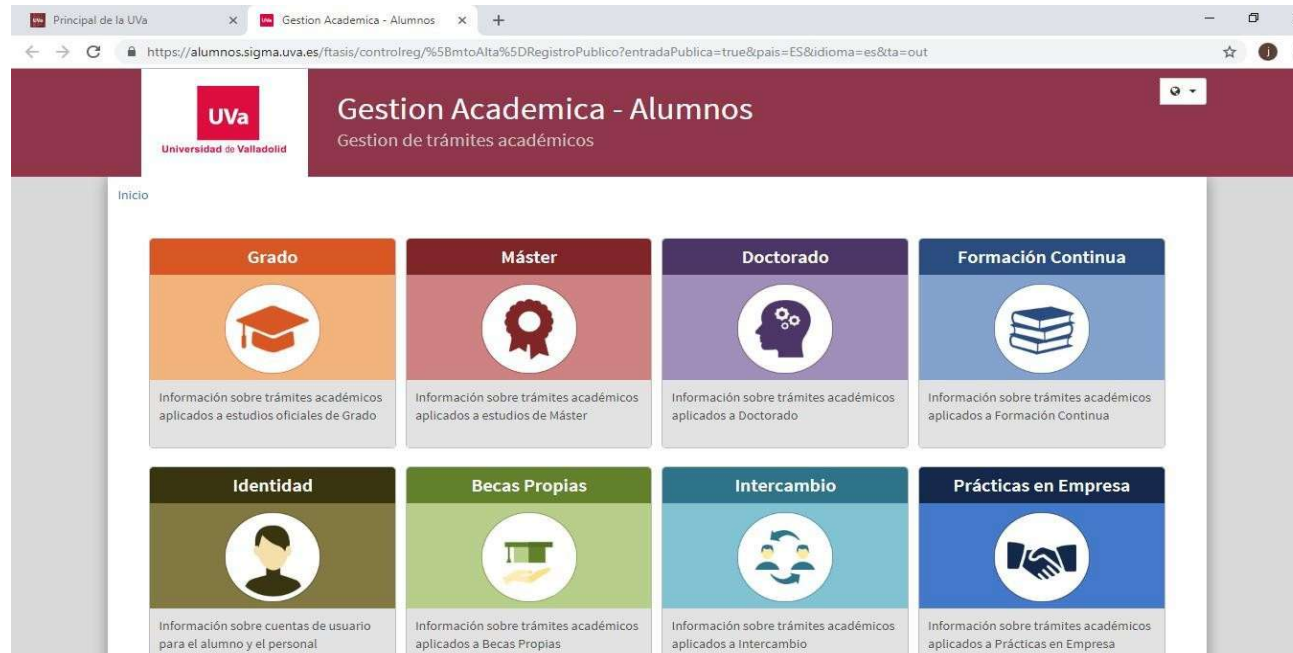 Principal de la UVa
Gestion Academica - Alumnos
https://alumnos.sigma.uva.es/ftasis/controlreg/%5BmtoAlta%5DRegistroPublico?entradaPublica=true&pais=ES&idioma=es&ta=out
UVa
Universidad de Valladolid
Gestion Academica - Alumnos
Gestion de trámites académicos
Inicio
Grado
Máster
Doctorado
Formación Continua
Información sobre trámites académicos
aplicados a estudios oficiales de Grado
Información sobre trámites académicos
aplicados a estudios de Máster
Información sobre trámites académicos
aplicados a Doctorado
Información sobre trámites académicos
aplicados a Formación Continua
Identidad
Becas Propias
Intercambio
Prácticas en Empresa
Información sobre cuentas de usuario
para el alumno y el personal
Información sobre trámites académicos
aplicados a Becas Propias
Información sobre trámites académicos
aplicados a Intercambio
Información sobre trámites académicos
aplicados a Prácticas en Empresa